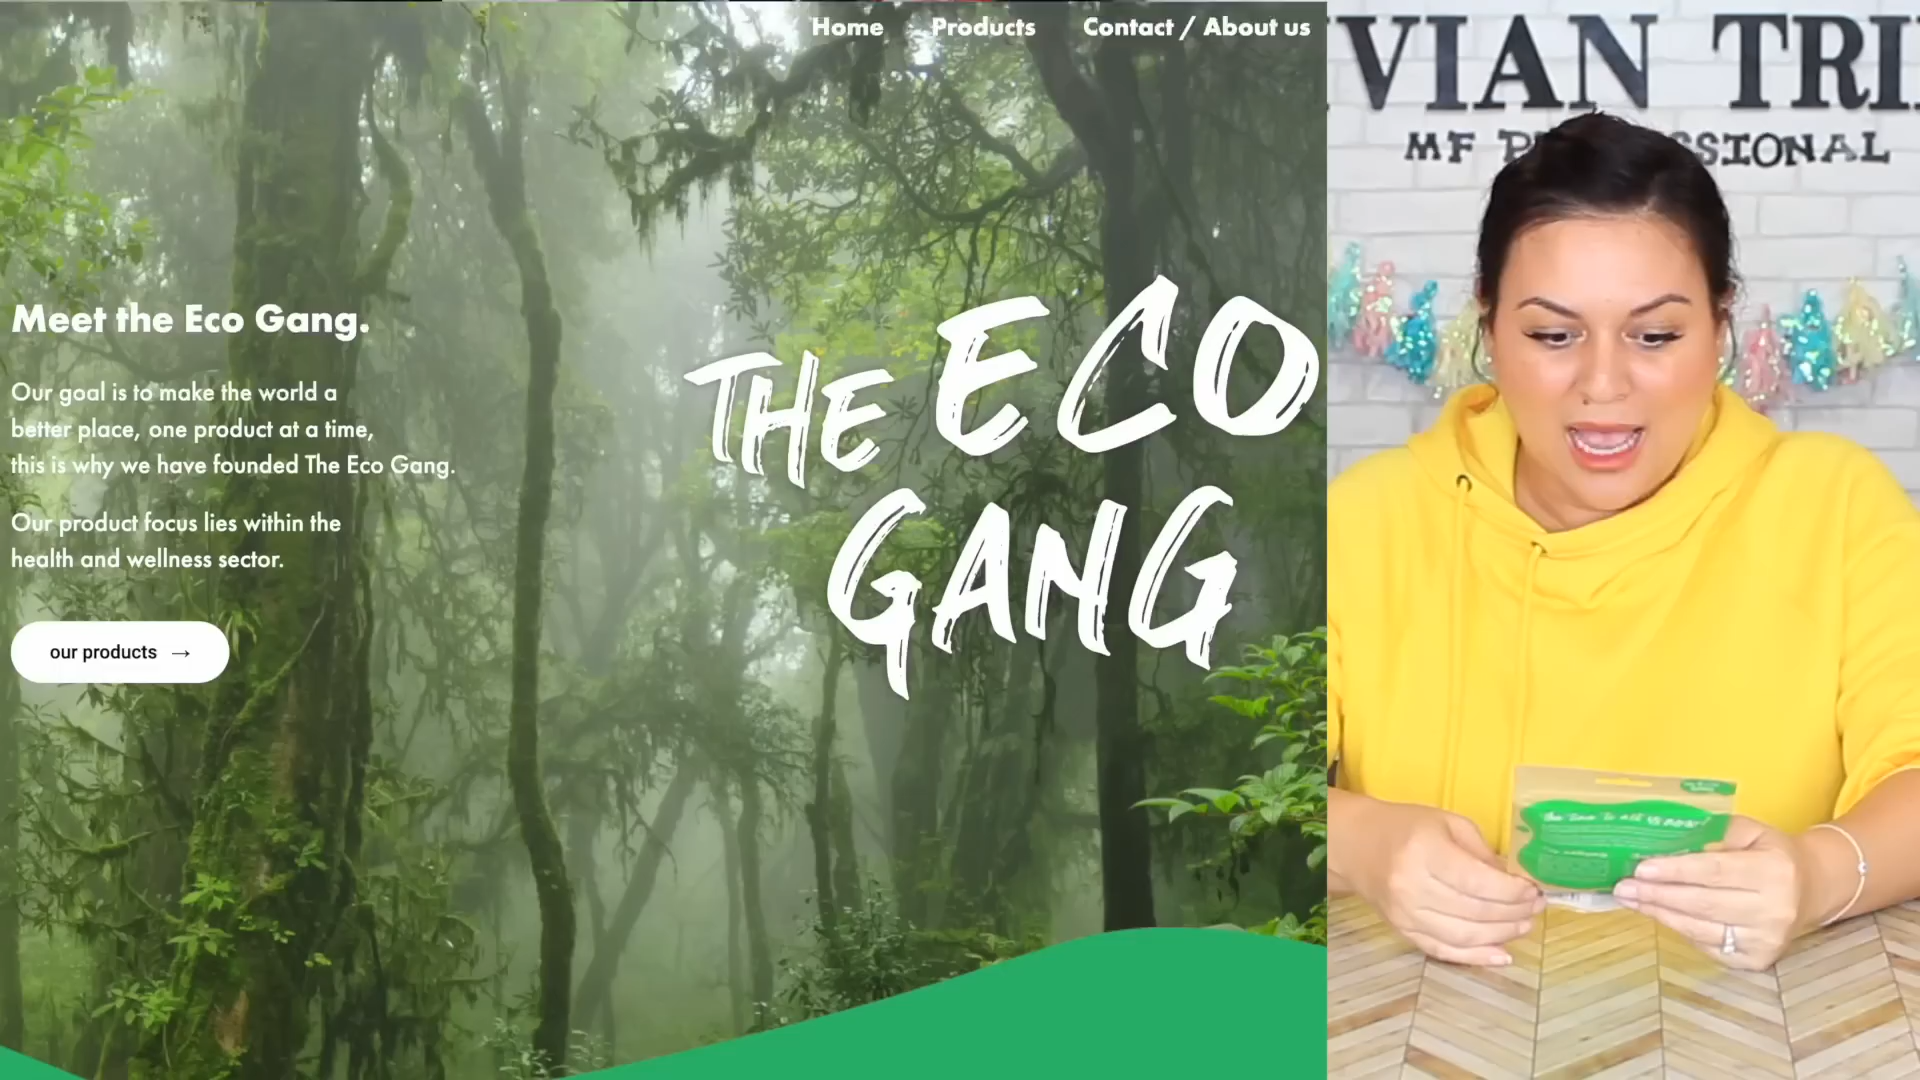 Home Products Contact / About us
Meet the Eco Gang.
Our goal is to make the world a
better place, one product at a time,
this is why we have founded The Eco Gang.
Our product focus lies within the
health and wellness sector.
our products →
THE ECO
GANG
VIAN TRI
MF